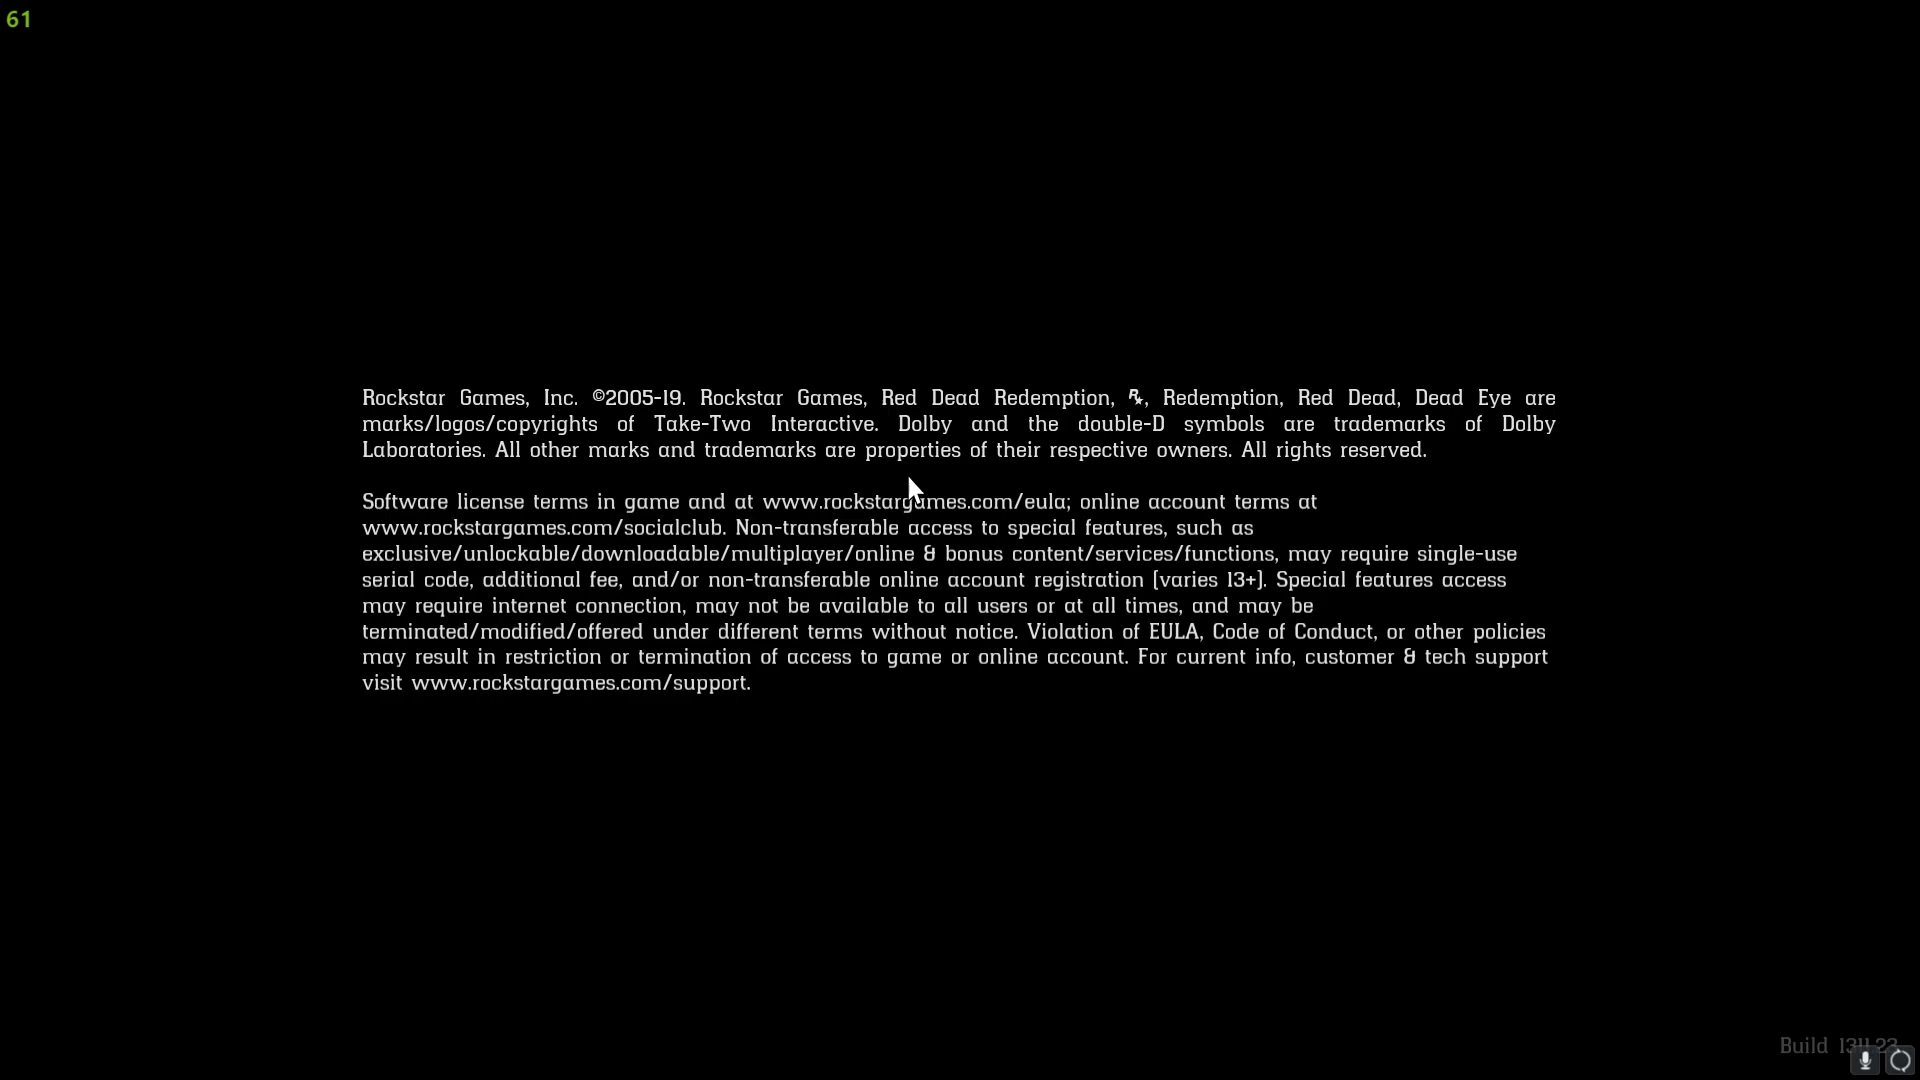 61
Rockstar Games, Inc. ©2005-19. Rockstar Games, Red Dead Redemption, R★, Redemption, Red Dead, Dead Eye are
marks/logos/copyrights of Take-Two Interactive. Dolby and the double-D symbols are trademarks of Dolby
Laboratories. All other marks and trademarks are properties of their respective owners. All rights reserved.
Software license terms in game and at www.rockstargames.com/eula; online account terms at
www.rockstargames.com/socialclub. Non-transferable access to special features, such as
exclusive/unlockable/downloadable/multiplayer/online & bonus content/services/functions, may require single-use
serial code, additional fee, and/or non-transferable online account registration (varies 13+). Special features access
may require internet connection, may not be available to all users or at all times, and may be
terminated/modified/offered under different terms without notice. Violation of EULA, Code of Conduct, or other policies
may result in restriction or termination of access to game or online account. For current info, customer & tech support
visit www.rockstargames.com/support.
Build